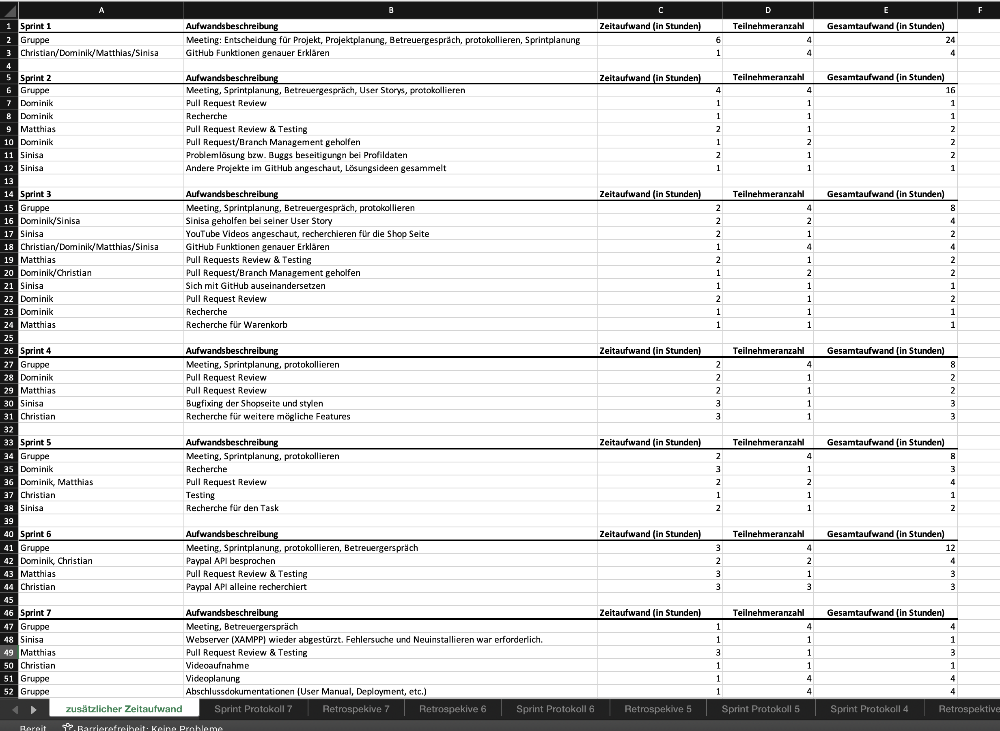 A B C D E F
1 Sprint 1 Aufwandsbeschreibung Zeitaufwand (in Stunden) Teilnehmeranzahl Gesamtaufwand (in Stunden)
2 Gruppe Meeting: Entscheidung für Projekt, Projektplanung, Betreuergespräch, protokollieren, Sprintplanung 6 4 24
3 Christian/Dominik/Matthias/Sinisa GitHub Funktionen genauer Erklären 1 4 4
4
5 Sprint 2 Aufwandsbeschreibung Zeitaufwand (in Stunden) Teilnehmeranzahl Gesamtaufwand (in Stunden)
6 Gruppe Meeting, Sprintplanung, Betreuergespräch, User Storys, protokollieren 4 4 16
7 Dominik Pull Request Review 1 1 1
8 Dominik Recherche 1 1 1
9 Matthias Pull Request Review & Testing 2 1 2
10 Dominik Pull Request/Branch Management geholfen 1 2 2
11 Sinisa Problemlösung bzw. Buggs beseitigungn bei Profildaten 2 1 2
12 Sinisa Andere Projekte im GitHub angeschaut, Lösungsideen gesammelt 1 1 1
13
14 Sprint 3 Aufwandsbeschreibung Zeitaufwand (in Stunden) Teilnehmeranzahl Gesamtaufwand (in Stunden)
15 Gruppe Meeting, Sprintplanung, Betreuergespräch, protokollieren 2 4 8
16 Dominik/Sinisa Sinisa geholfen bei seiner User Story 2 2 4
17 Sinisa YouTube Videos angeschaut, recherchieren für die Shop Seite 2 1 2
18 Christian/Dominik/Matthias/Sinisa GitHub Funktionen genauer Erklären 1 4 4
19 Matthias Pull Requests Review & Testing 2 1 2
20 Dominik/Christian Pull Request/Branch Management geholfen 1 2 2
21 Sinisa Sich mit GitHub auseinandersetzen 1 1 1
22 Dominik Pull Request Review 2 1 2
23 Dominik Recherche 1 1 1
24 Matthias Recherche für Warenkorb 1 1 1
25
26 Sprint 4 Aufwandsbeschreibung Zeitaufwand (in Stunden) Teilnehmeranzahl Gesamtaufwand (in Stunden)
27 Gruppe Meeting, Sprintplanung, protokollieren 2 4 8
28 Dominik Pull Request Review 2 1 2
29 Matthias Pull Request Review 2 1 2
30 Sinisa Bugfixing der Shopseite und stylen 3 1 3
31 Christian Recherche für weitere mögliche Features 3 1 3
32
33 Sprint 5 Aufwandsbeschreibung Zeitaufwand (in Stunden) Teilnehmeranzahl Gesamtaufwand (in Stunden)
34 Gruppe Meeting, Sprintplanung, protokollieren 2 4 8
35 Dominik Recherche 3 1 3
36 Dominik, Matthias Pull Request Review 2 2 4
37 Christian Testing 1 1 1
38 Sinisa Recherche für den Task 2 1 2
39
40 Sprint 6 Aufwandsbeschreibung Zeitaufwand (in Stunden) Teilnehmeranzahl Gesamtaufwand (in Stunden)
41 Gruppe Meeting, Sprintplanung, protokollieren, Betreuergerspräch 3 4 12
42 Dominik, Christian Paypal API besprochen 2 2 4
43 Matthias Pull Request Review & Testing 3 1 3
44 Christian Paypal API alleine recherchiert 3 3 3
45
46 Sprint 7 Aufwandsbeschreibung Zeitaufwand (in Stunden) Teilnehmeranzahl Gesamtaufwand (in Stunden)
47 Gruppe Meeting, Betreuergerspräch 1 4 4
48 Sinisa Webserver (XAMPP) wieder abgestürzt. Fehlersuche und Neuinstallieren war erforderlich. 1 1 1
49 Matthias Pull Request Review & Testing 3 1 3
50 Christian Videoaufnahme 1 1 1
51 Gruppe Videoplanung 1 4 4
52 Gruppe Abschlussdokumentationen (User Manual, Deployment, etc.) 1 4 4
zusätzlicher Zeitaufwand Sprint Protokoll 7 Retrospekive 7 Retrospekive 6 Sprint Protokoll 6 Retrospekive 5 Sprint Protokoll 5 Sprint Protokoll 4 Retrospektive
Bereit Barrierefreiheit: Keine Probleme